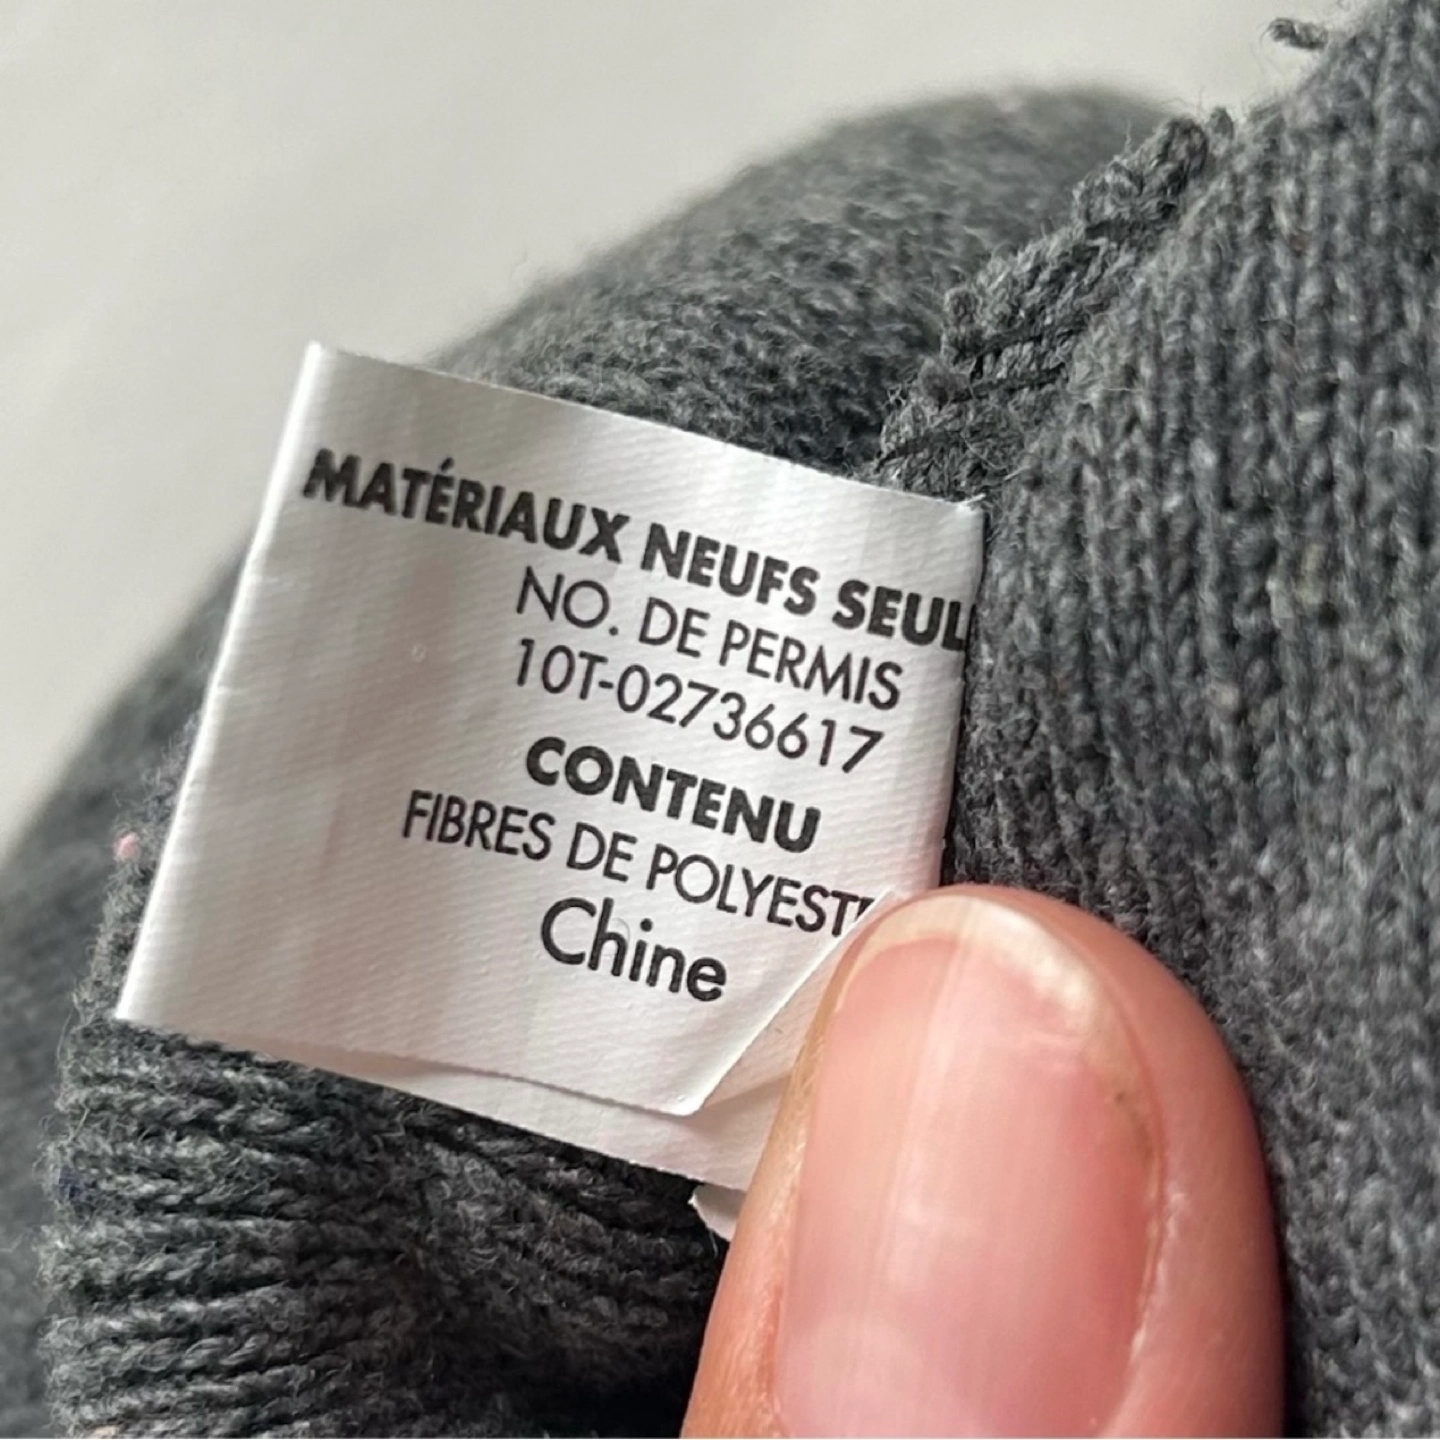 MATÉRIAUX NEUFS SEUL
NO. DE PERMIS
10T-02736617
CONTENU
FIBRES DE POLYEST
Chine